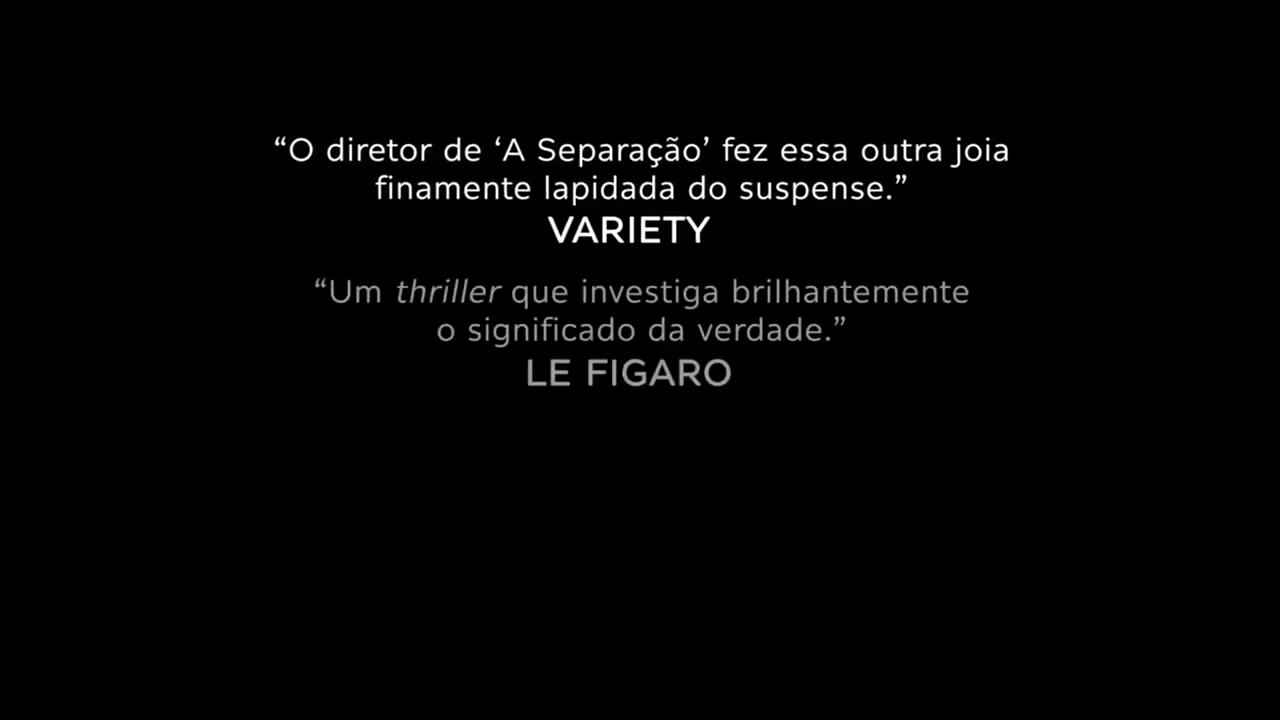 “O diretor de ‘A Separação’ fez essa outra joia
finamente lapidada do suspense.”
VARIETY
“Um thriller que investiga brilhantemente
o significado da verdade.”
LE FIGARO